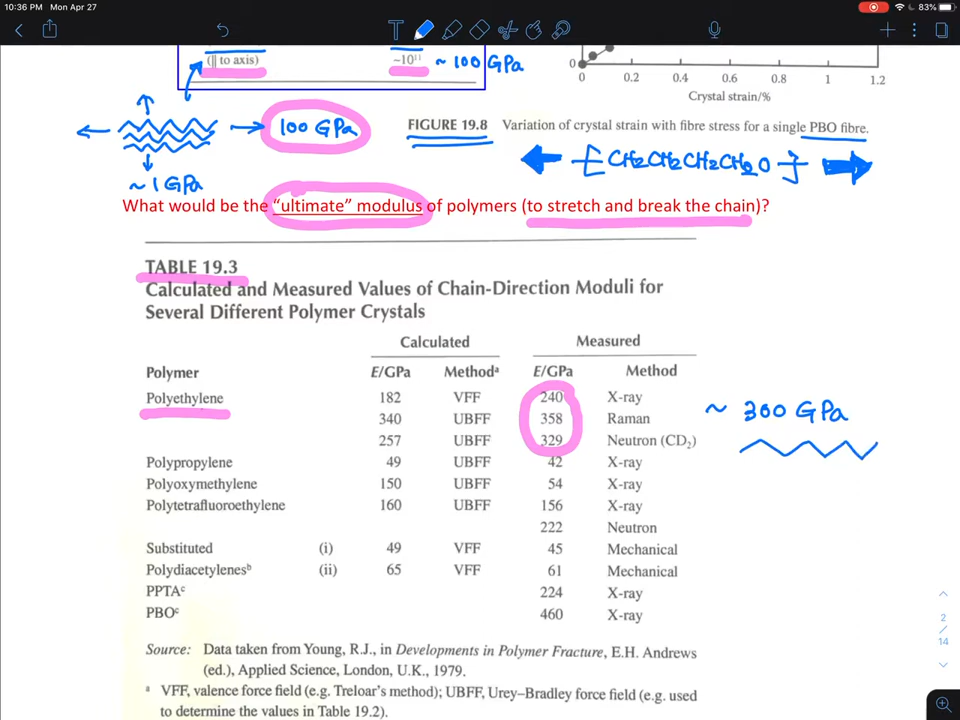 10:36 PM Mon Apr 27
83%
(|| to axis) ~10¹¹ ~ 100 GPa
0
0 0.2 0.4 0.6 0.8 1 1.2
Crystal strain/%
100 GPa
~ 1 GPa
FIGURE 19.8 Variation of crystal strain with fibre stress for a single PBO fibre.
-[CH2CH2CH2CH2O]-
What would be the "ultimate" modulus of polymers (to stretch and break the chain)?
TABLE 19.3
Calculated and Measured Values of Chain-Direction Moduli for
Several Different Polymer Crystals
Calculated Measured
Polymer E/GPa Methodᵃ E/GPa Method
Polyethylene 182 VFF 240 X-ray
340 UBFF 358 Raman
257 UBFF 329 Neutron (CD₂)
~ 300 GPa
Polypropylene 49 UBFF 42 X-ray
Polyoxymethylene 150 UBFF 54 X-ray
Polytetrafluoroethylene 160 UBFF 156 X-ray
222 Neutron
Substituted (i) 49 VFF 45 Mechanical
Polydiacetylenesᵇ (ii) 65 VFF 61 Mechanical
PPTAᶜ 224 X-ray
PBOᶜ 460 X-ray
Source: Data taken from Young, R.J., in Developments in Polymer Fracture, E.H. Andrews
(ed.), Applied Science, London, U.K., 1979.
ᵃ VFF, valence force field (e.g. Treloar's method); UBFF, Urey–Bradley force field (e.g. used
to determine the values in Table 19.2).
2
/
14